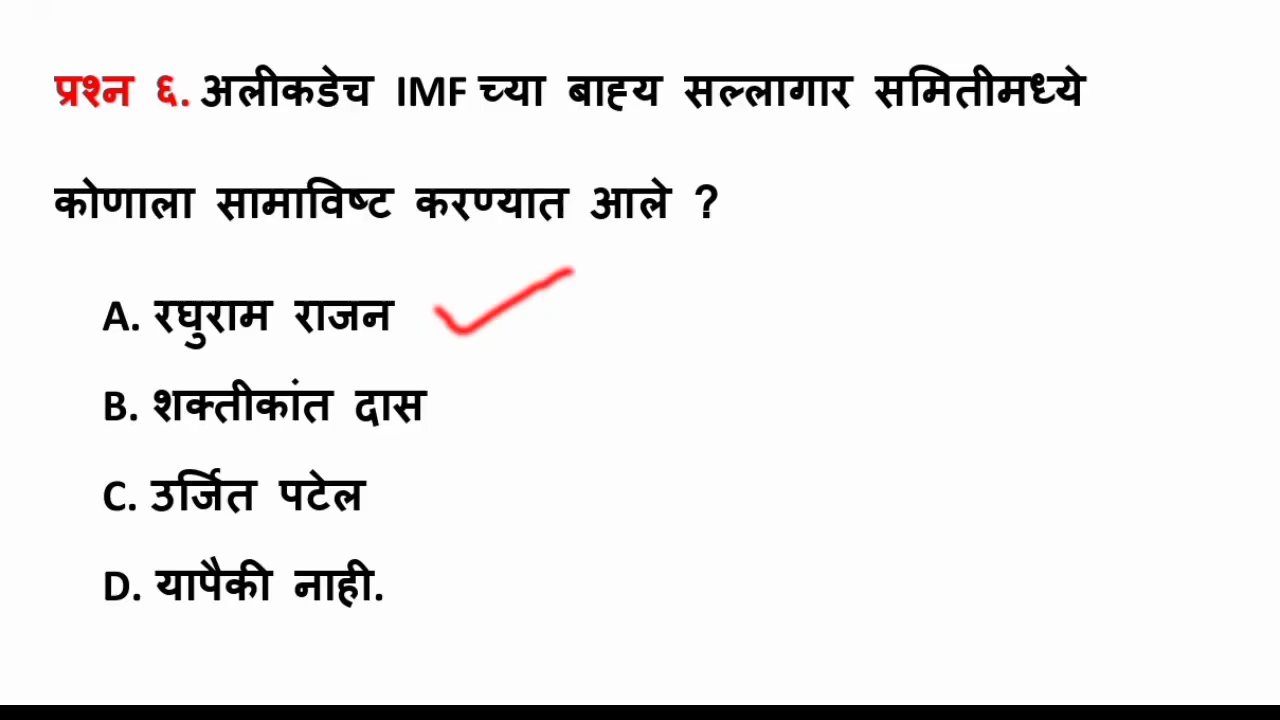 प्रश्न ६. अलीकडेच IMF च्या बाह्य सल्लागार समितीमध्ये
कोणाला सामाविष्ट करण्यात आले ?
A. रघुराम राजन
B. शक्तीकांत दास
C. उर्जित पटेल
D. यापैकी नाही.